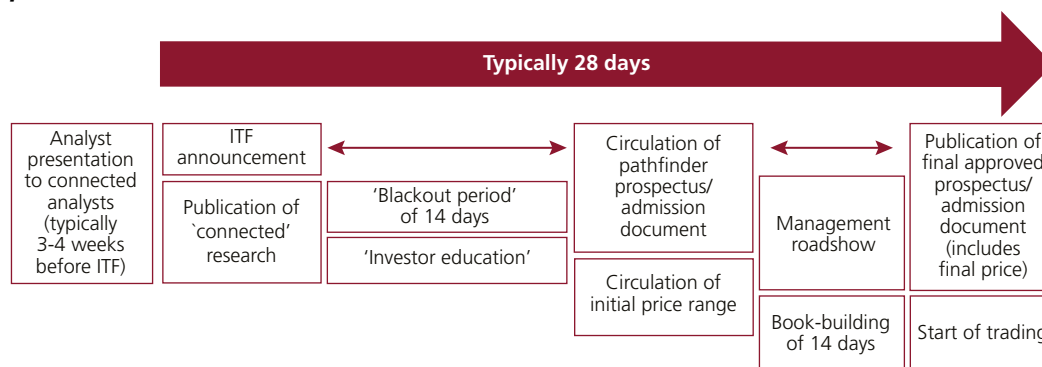 Typically 28 days
Analyst
presentation
to connected
analysts
(typically
3-4 weeks
before ITF)
ITF
announcement
Publication of
`connected'
research
'Blackout period'
of 14 days
'Investor education'
Circulation of
pathfinder
prospectus/
admission
document
Circulation of
initial price range
Management
roadshow
Book-building
of 14 days
Publication of
final approved
prospectus/
admission
document
(includes
final price)
Start of trading